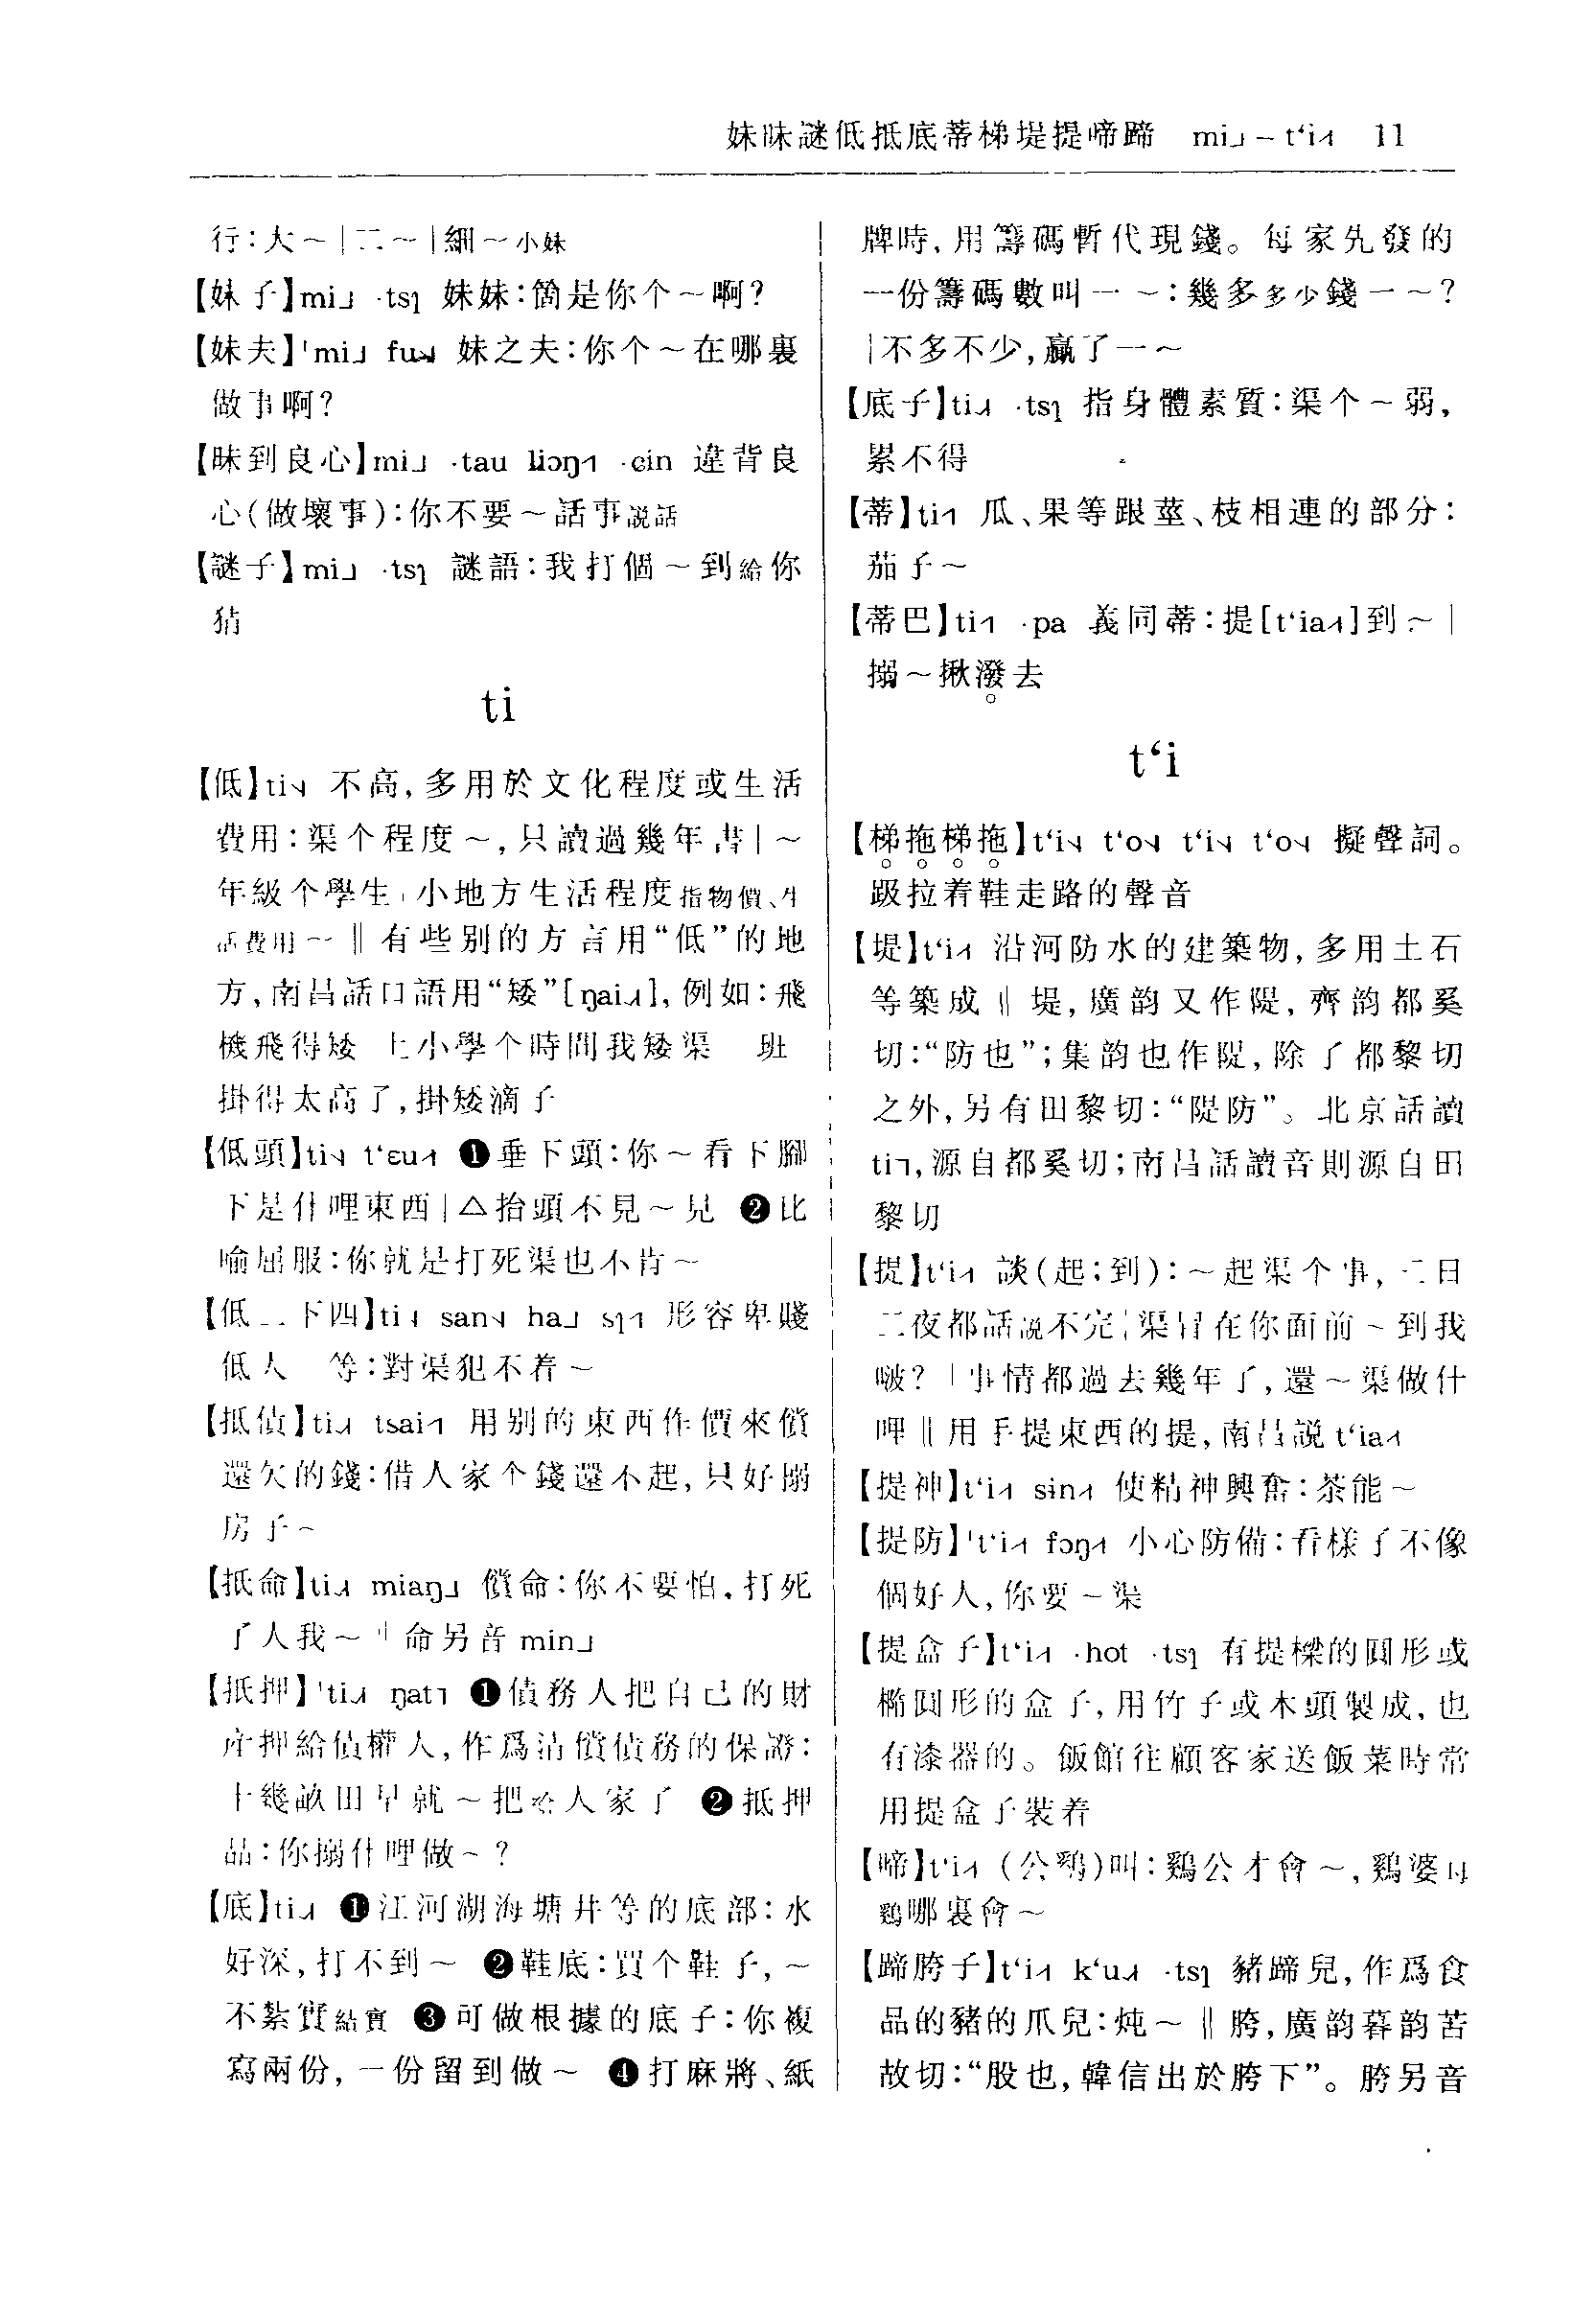 妹昧謎低抵底蒂梯堤提啼蹄 mi˩ ~ t‘i˧˥ 11
行：大～｜二～｜細～小妹
【妹子】mi˩ ·tsɿ 妹妹：箇是你个～啊？
【妹夫】'mi˩ fu˦˨ 妹之夫：你个～在哪裏
做事啊？
【昧到良心】mi˩ ·tau liɔŋ˧˥ ·ɕin 違背良
心（做壞事）：你不要～話事説話
【謎子】mi˩ ·tsɿ 謎語：我打個～到給你
猜
ti
【低】ti˦˨ 不高，多用於文化程度或生活
費用：渠个程度～，只讀過幾年書｜～
年級个學生｜小地方生活程度指物價、生
活費用～‖有些别的方言用“低”的地
方，南昌話口語用“矮”[ŋai˨˩˧]，例如：飛
機飛得矮 上小學个時間我矮渠 班
掛得太高了，掛矮滴子
【低頭】ti˦˨ t‘ɛu˧˥ ❶垂下頭：你～看下脚
下是什哩東西｜△抬頭不見～見 ❷比
喻屈服：你就是打死渠也不肯～
【低三下四】ti˦˨ san˦˨ ha˩ sɿ˧˥ 形容卑賤
低人 等：對渠犯不着～
【抵償】ti˨˩˧ tsai˧˥ 用别的東西作價來償
還欠的錢：借人家个錢還不起，只好搦
房子～
【抵命】ti˨˩˧ miaŋ˩ 償命：你不要怕，打死
了人我～‖命另音 min˩
【抵押】'ti˨˩˧ ŋat˥ ❶債務人把自己的財
産押給債權人，作爲清償債務的保證：
十幾畝田早就～把給人家了 ❷抵押
品：你搦什哩做～？
【底】ti˨˩˧ ❶江河湖海塘井等的底部：水
好深，打不到～ ❷鞋底：買个鞋子，～
不紮實結實 ❸可做根據的底子：你複
寫兩份，一份留到做～ ❹打麻將、紙
牌時，用籌碼暫代現錢。每家先發的
一份籌碼數叫一～：幾多多少錢一～？
｜不多不少，贏了一～
【底子】ti˨˩˧ ·tsɿ 指身體素質：渠个～弱，
累不得
【蒂】ti˧˥ 瓜、果等跟莖、枝相連的部分：
茄子～
【蒂巴】ti˧˥ ·pa 義同蒂：提[t‘ia˧˥]到～｜
搦～揪潑去
t‘i
【梯拖梯拖】t‘i˦˨ t‘o˦˨ t‘i˦˨ t‘o˦˨ 擬聲詞。
趿拉着鞋走路的聲音
【堤】t‘i˧˥ 沿河防水的建築物，多用土石
等築成‖堤，廣韵又作隄，齊韵都奚
切：“防也”；集韵也作隄，除了都黎切
之外，另有田黎切：“隄防”。北京話讀
ti˥，源自都奚切；南昌話讀音則源自田
黎切
【提】t‘i˧˥ 談（起；到）：～起渠个事，三日
三夜都話説不完｜渠冒在你面前～到我
啵？｜事情都過去幾年了，還～渠做什
哩‖用手提東西的提，南昌説 t‘ia˧˥
【提神】t‘i˧˥ sɨn˧˥ 使精神興奮：茶能～
【提防】't‘i˧˥ fɔŋ˧˥ 小心防備：看樣子不像
個好人，你要～渠
【提盒子】t‘i˧˥ ·hot ·tsɿ 有提樑的圓形或
橢圓形的盒子，用竹子或木頭製成，也
有漆器的。飯館往顧客家送飯菜時常
用提盒子裝着
【啼】t‘i˧˥ （公鷄）叫：鷄公才會～，鷄婆母
鷄哪裏會～
【蹄胯子】t‘i˧˥ k‘u˨˩˧ ·tsɿ 豬蹄兒，作爲食
品的豬的爪兒：炖～‖胯，廣韵暮韵苦
故切：“股也，韓信出於胯下”。胯另音